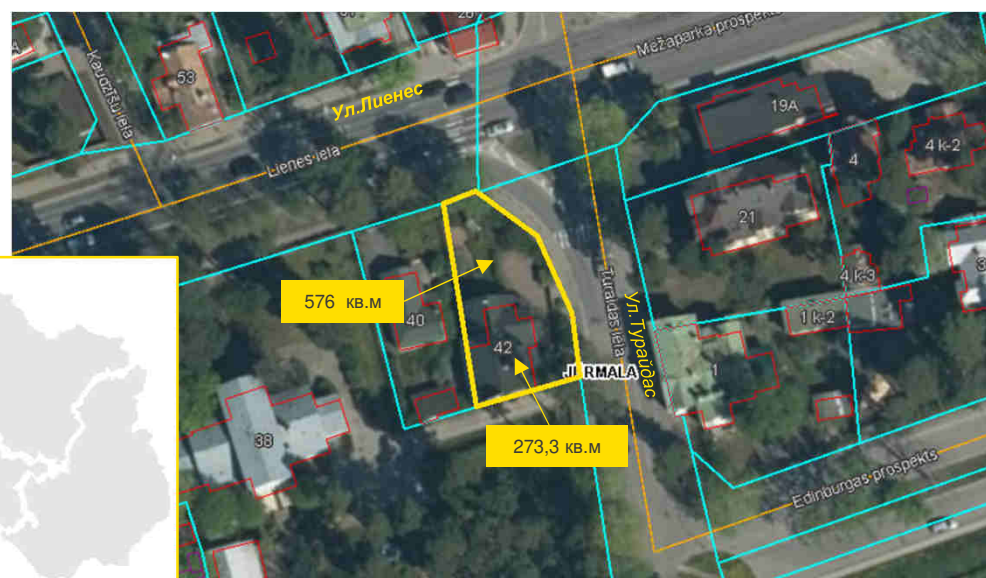 Mežaparka prospekts
53
Kaudzīšu iela
Ул.Лиенес
19A
Lienes iela
4
4 k-2
21
576 кв.м
40
Turaidas iela
Ул.Турайдас
4 k-3
1 k-2
42
JŪRMALA
1
38
273,3 кв.м
Edinburgas prospekts